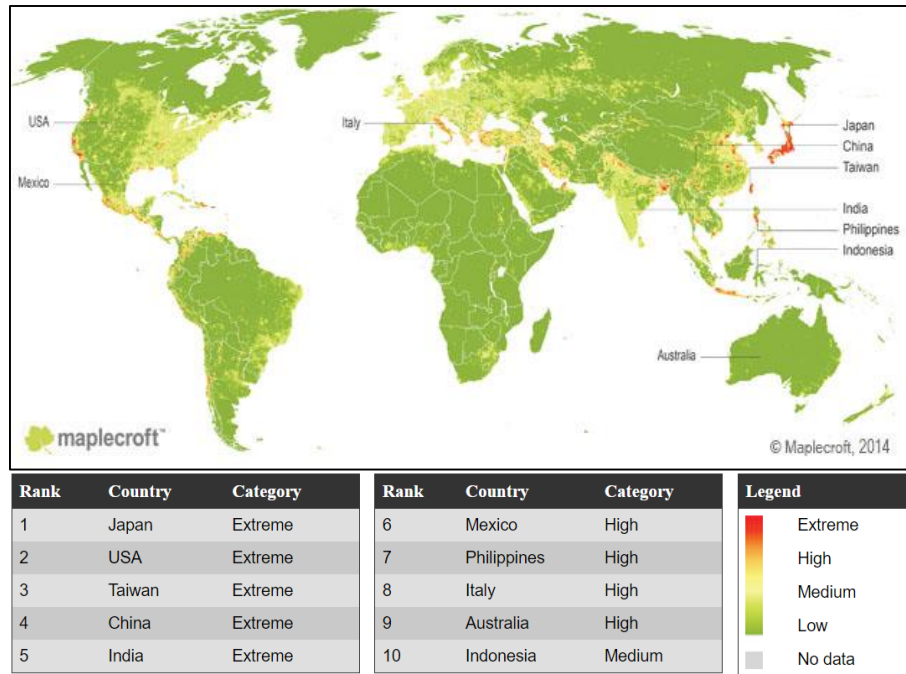 USA
Mexico
Italy
Japan
China
Taiwan
India
Philippines
Indonesia
Australia
maplecroft™
© Maplecroft, 2014
Rank Country Category
1 Japan Extreme
2 USA Extreme
3 Taiwan Extreme
4 China Extreme
5 India Extreme
Rank Country Category
6 Mexico High
7 Philippines High
8 Italy High
9 Australia High
10 Indonesia Medium
Legend
Extreme
High
Medium
Low
No data